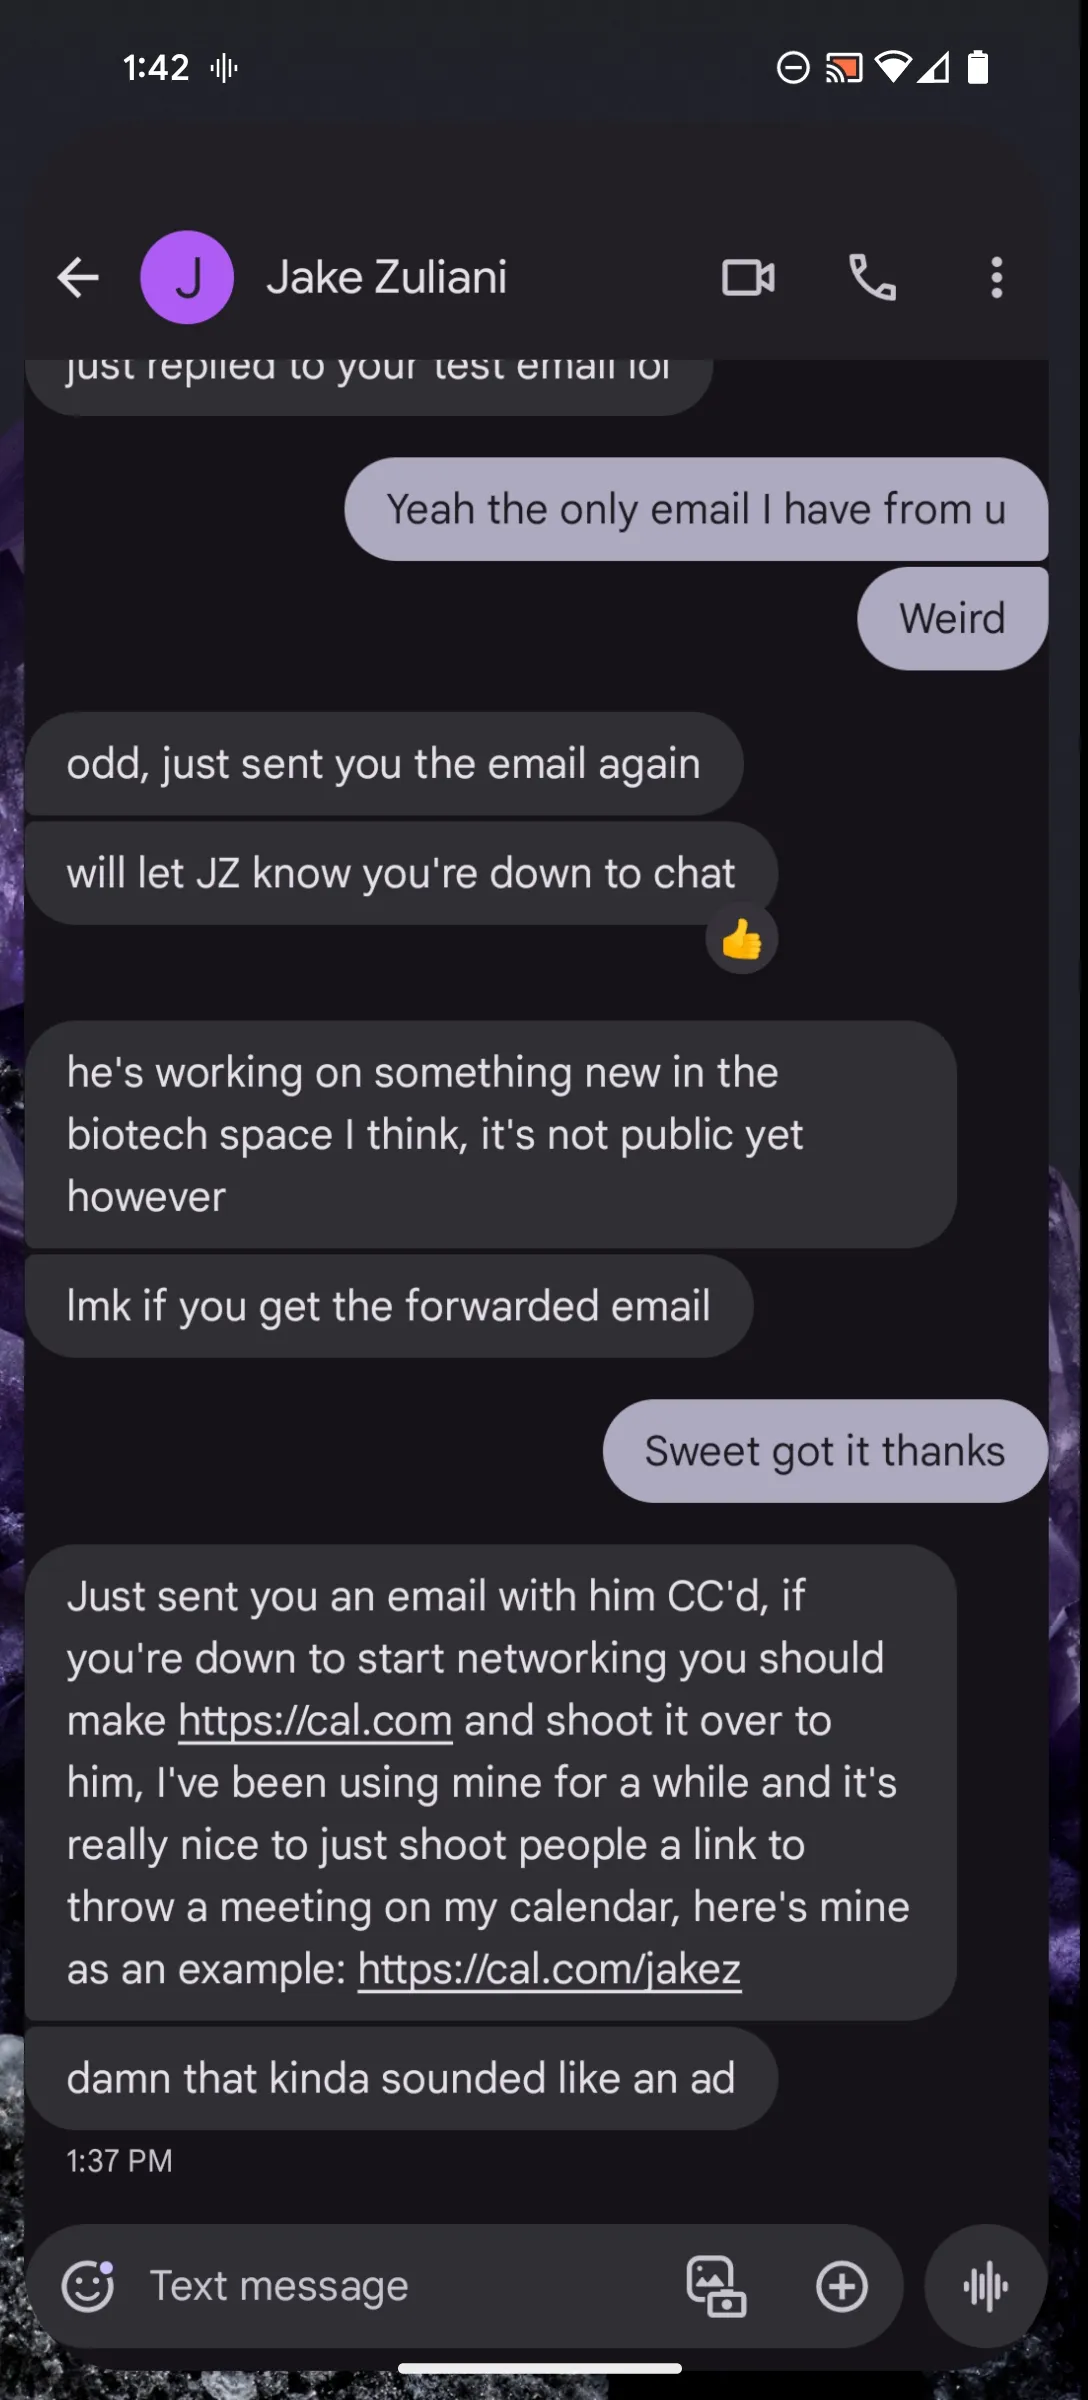 1:42
J
Jake Zuliani
just replied to your test email lol
Yeah the only email I have from u
Weird
odd, just sent you the email again
will let JZ know you're down to chat
he's working on something new in the
biotech space I think, it's not public yet
however
lmk if you get the forwarded email
Sweet got it thanks
Just sent you an email with him CC'd, if
you're down to start networking you should
make https://cal.com and shoot it over to
him, I've been using mine for a while and it's
really nice to just shoot people a link to
throw a meeting on my calendar, here's mine
as an example: https://cal.com/jakez
damn that kinda sounded like an ad
1:37 PM
Text message